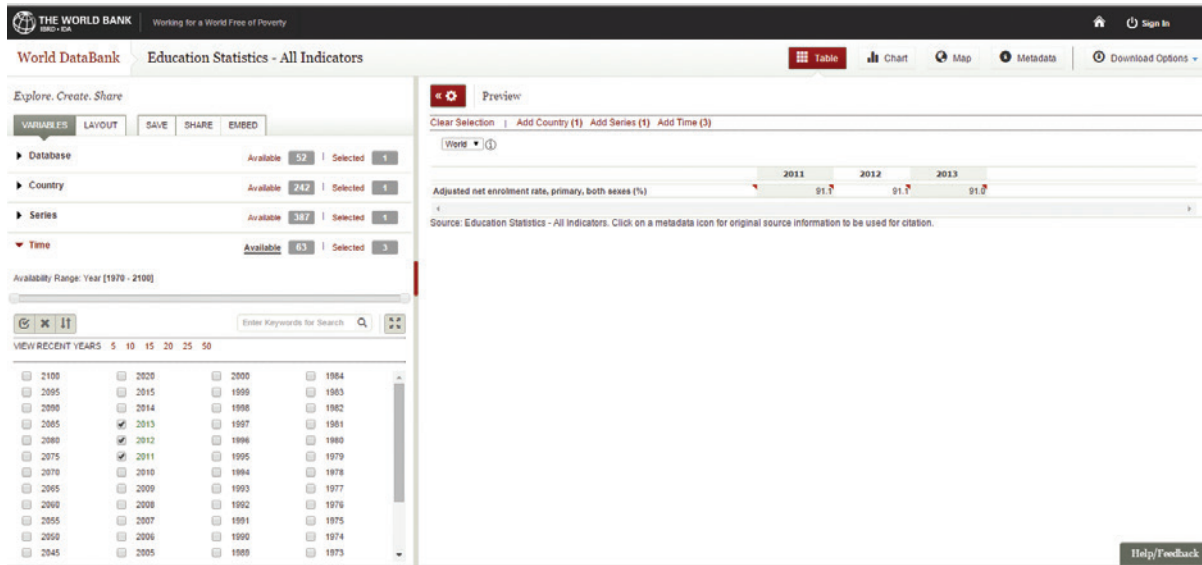 THE WORLD BANK
IBRD • IDA
Working for a World Free of Poverty
Sign In
World DataBank
Education Statistics - All Indicators
Table
Chart
Map
Metadata
Download Options
Explore. Create. Share
VARIABLES LAYOUT SAVE SHARE EMBED
Database Available 52 | Selected 1
Country Available 242 | Selected 1
Series Available 387 | Selected 1
Time Available 63 | Selected 3
Availability Range: Year [1970 - 2100]
Enter Keywords for Search
VIEW RECENT YEARS 5 10 15 20 25 50
2100 2020 2000 1984
2095 2015 1999 1983
2090 2014 1998 1982
2085 2013 1997 1981
2080 2012 1996 1980
2075 2011 1995 1979
2070 2010 1994 1978
2065 2009 1993 1977
2060 2008 1992 1976
2055 2007 1991 1975
2050 2006 1990 1974
2045 2005 1989 1973
« Preview
Clear Selection | Add Country (1) Add Series (1) Add Time (3)
World
2011 2012 2013
Adjusted net enrolment rate, primary, both sexes (%) 91.1 91.1 91.0
Source: Education Statistics - All Indicators. Click on a metadata icon for original source information to be used for citation.
Help/Feedback